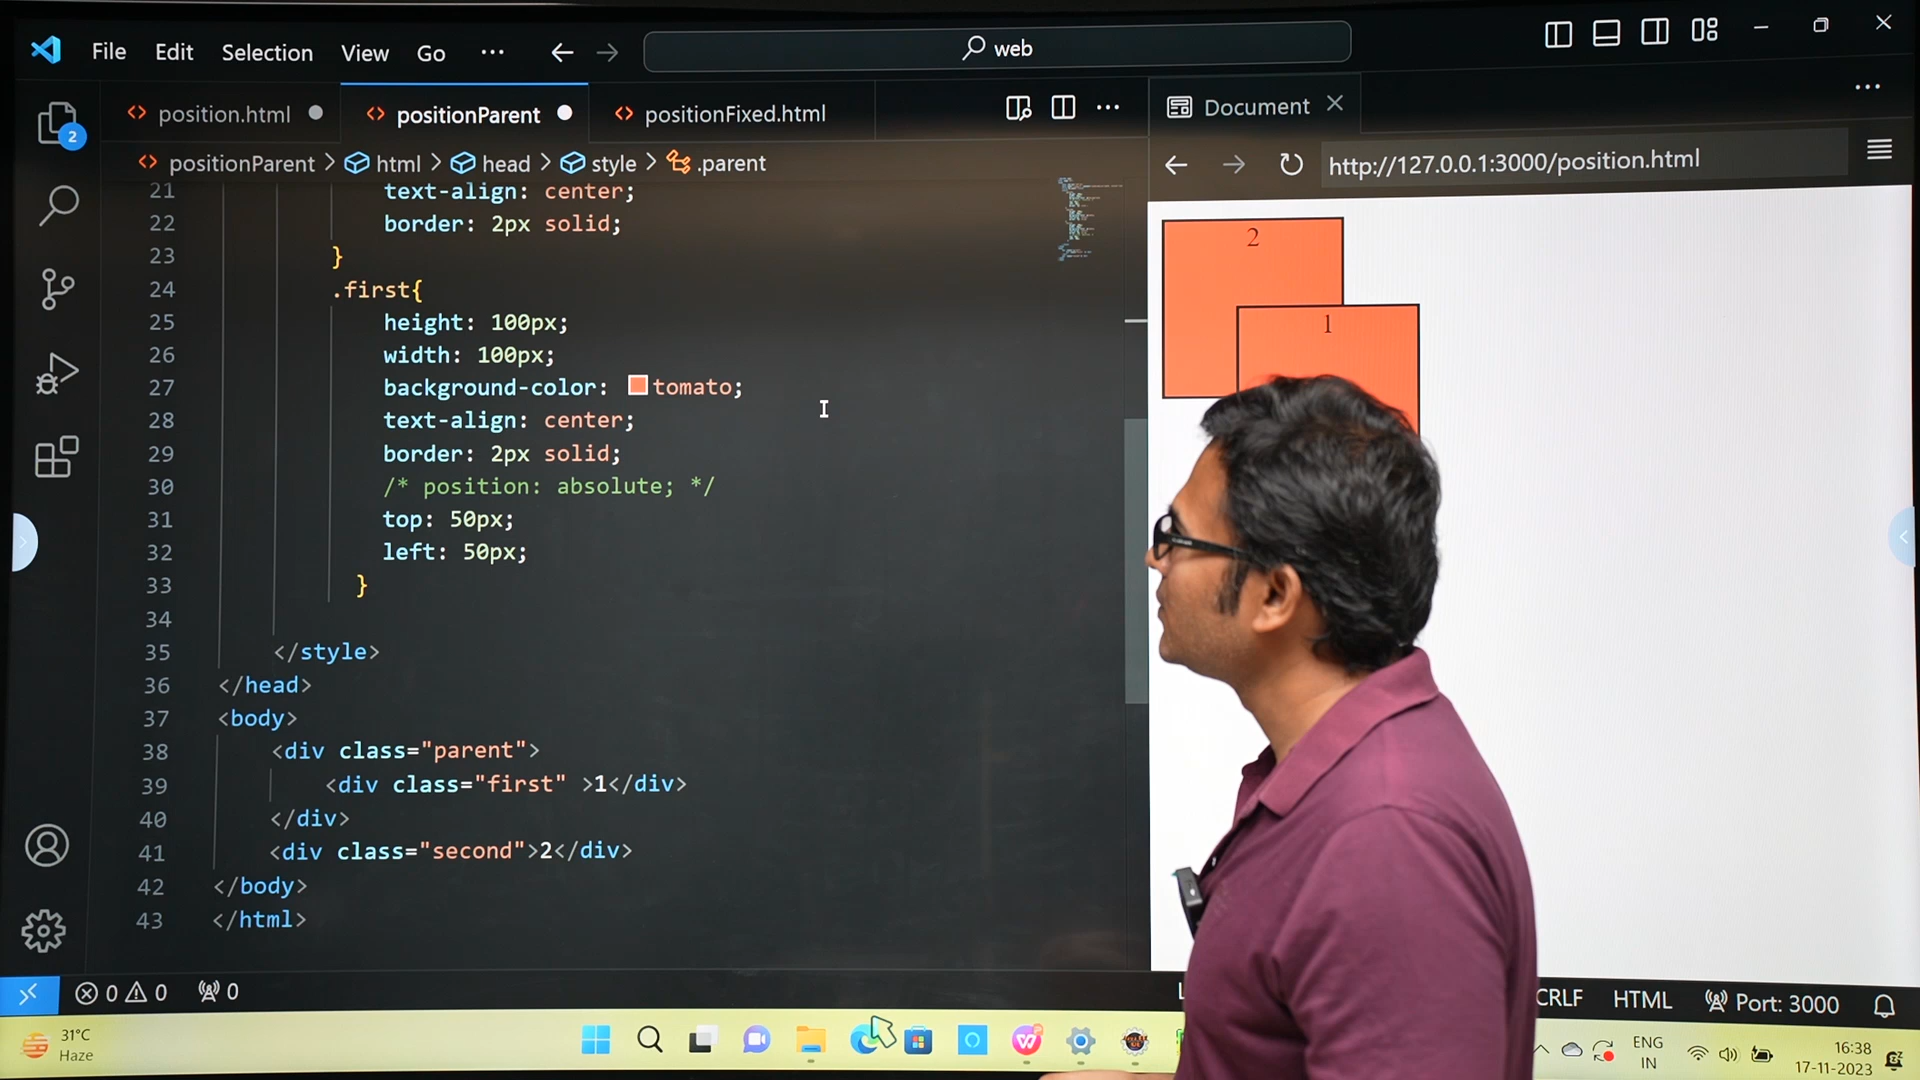 File Edit Selection View Go ...
web
position.html
positionParent
positionFixed.html
Document
2
positionParent > html > head > style > .parent
http://127.0.0.1:3000/position.html
21 text-align: center;
22 border: 2px solid;
23 }
24 .first{
25 height: 100px;
26 width: 100px;
27 background-color: tomato;
28 text-align: center;
29 border: 2px solid;
30 /* position: absolute; */
31 top: 50px;
32 left: 50px;
33 }
34
35 </style>
36 </head>
37 <body>
38 <div class="parent">
39 <div class="first" >1</div>
40 </div>
41 <div class="second">2</div>
42 </body>
43 </html>
2
1
0 0 0
CRLF HTML Port: 3000
31°C
Haze
ENG
IN
16:38
17-11-2023